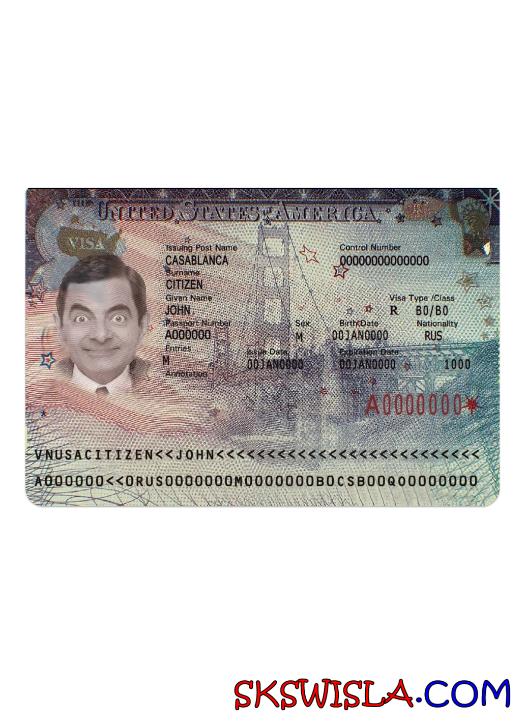 THE
UNITED STATES OF AMERICA
VISA
Issuing Post Name Control Number
CASABLANCA 00000000000000
Surname
CITIZEN
Given Name Visa Type /Class
JOHN R B0/B0
Passport Number Sex Birth Date Nationality
A000000 M 00JAN0000 RUS
Entries Issue Date Expiration Date
M 00JAN0000 00JAN0000 1000
Annotation
A0000000*
VNUSACITIZEN<<JOHN<<<<<<<<<<<<<<<<<<<<<<<<<<
A000000<<0RUS0000000M0000000B0CSB00Q00000000
SKSWISLA.COM